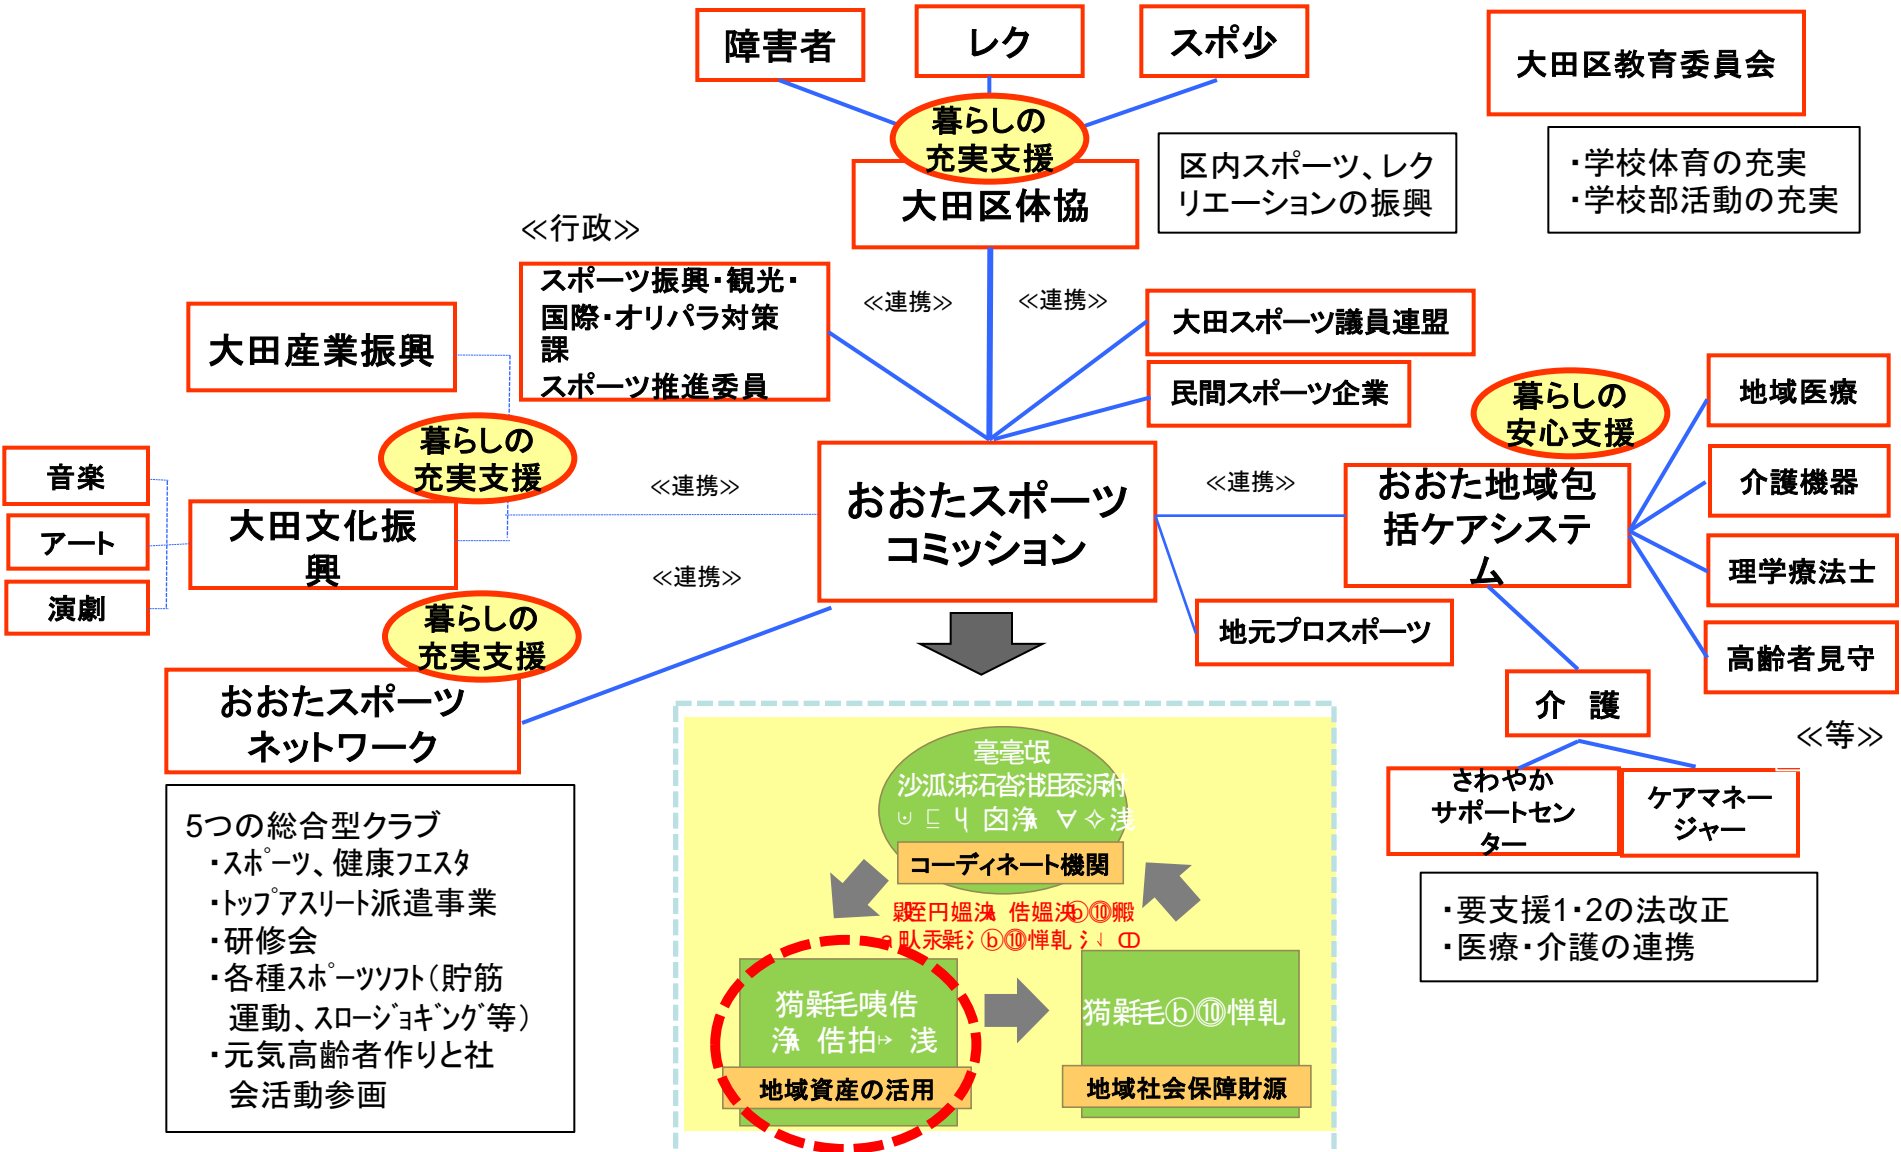 障害者
レク
スポ少
大田区教育委員会
暮らしの
充実支援
大田区体協
区内スポーツ、レク
リエーションの振興
・学校体育の充実
・学校部活動の充実
≪行政≫
スポーツ振興・観光・
国際・オリパラ対策
課
スポーツ推進委員
≪連携≫
≪連携≫
大田スポーツ議員連盟
民間スポーツ企業
大田産業振興
暮らしの
充実支援
音楽
アート
演劇
大田文化振
興
≪連携≫
おおたスポーツ
コミッション
≪連携≫
暮らしの
安心支援
おおた地域包
括ケアシステ
ム
地域医療
介護機器
理学療法士
高齢者見守
≪等≫
≪連携≫
暮らしの
充実支援
おおたスポーツ
ネットワーク
地元プロスポーツ
介　護
さわやか
サポートセン
ター
ケアマネー
ジャー
・要支援1・2の法改正
・医療・介護の連携
5つの総合型クラブ
・スポーツ、健康フエスタ
・トップアスリート派遣事業
・研修会
・各種スポーツソフト（貯筋
運動、スロージョギング等）
・元気高齢者作りと社
会活動参画
コーディネート機関
地域資産の活用
地域社会保障財源